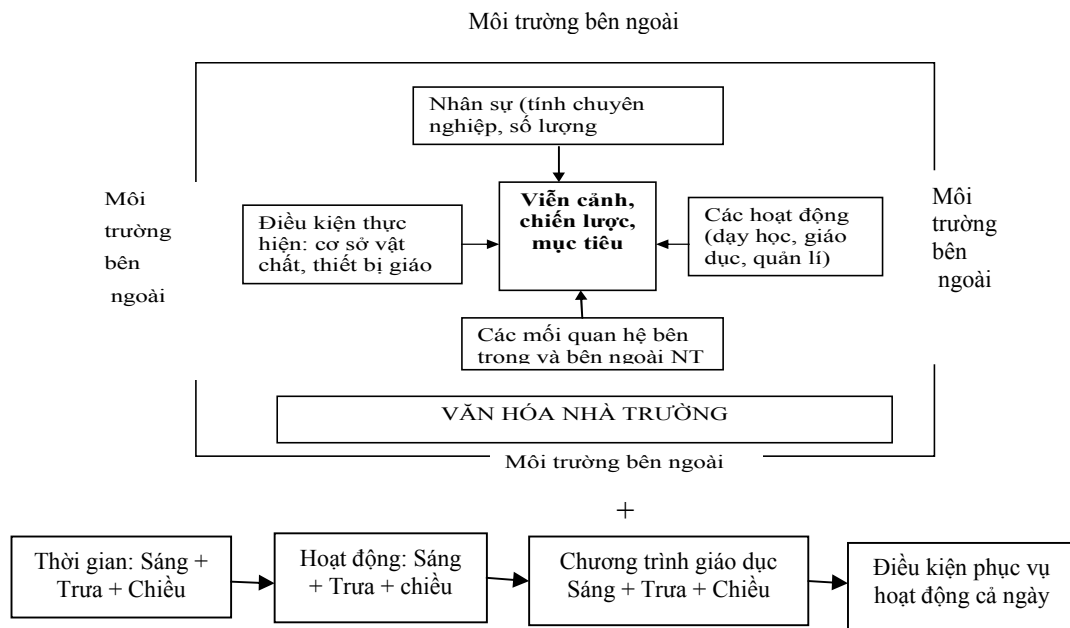 Môi trường bên ngoài
Nhân sự (tính chuyên
nghiệp, số lượng
Môi
trường
bên
ngoài
Điều kiện thực
hiện: cơ sở vật
chất, thiết bị giáo
Viễn cảnh,
chiến lược,
mục tiêu
Các hoạt động
(dạy học, giáo
dục, quản lí)
Môi
trường
bên
ngoài
Các mối quan hệ bên
trong và bên ngoài NT
VĂN HÓA NHÀ TRƯỜNG
Môi trường bên ngoài
+
Thời gian: Sáng +
Trưa + Chiều
Hoạt động: Sáng
+ Trưa + chiều
Chương trình giáo dục
Sáng + Trưa + Chiều
Điều kiện phục vụ
hoạt động cả ngày